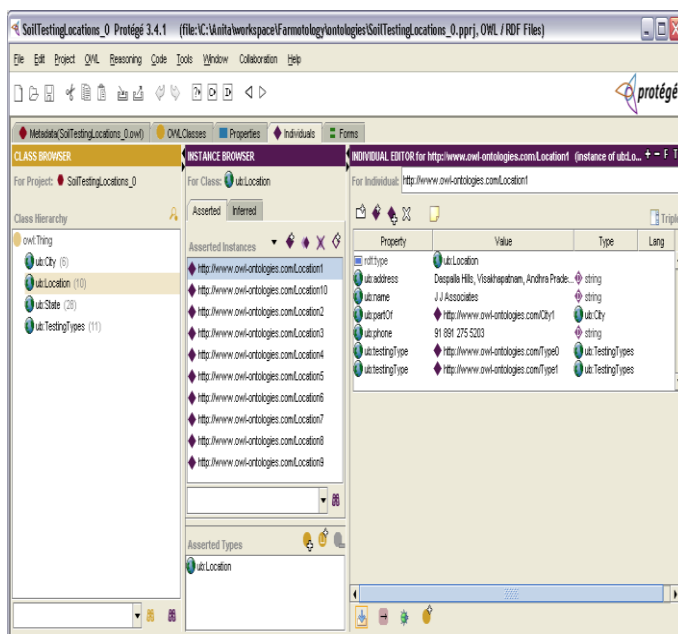 SoilTestingLocations_0 Protégé 3.4.1 (file:\C:\Anita\workspace\Farmotology\ontologies\SoilTestingLocations_0.pprj, OWL / RDF Files)
File Edit Project OWL Reasoning Code Tools Window Collaboration Help
protégé
Metadata(SoilTestingLocations_0.owl) OWLClasses Properties Individuals Forms
CLASS BROWSER
For Project: SoilTestingLocations_0
Class Hierarchy
owl:Thing
ub:City (6)
ub:Location (10)
ub:State (28)
ub:TestingTypes (11)
INSTANCE BROWSER
For Class: ub:Location
Asserted Inferred
Asserted Instances
http://www.owl-ontologies.com/Location1
http://www.owl-ontologies.com/Location10
http://www.owl-ontologies.com/Location2
http://www.owl-ontologies.com/Location3
http://www.owl-ontologies.com/Location4
http://www.owl-ontologies.com/Location5
http://www.owl-ontologies.com/Location6
http://www.owl-ontologies.com/Location7
http://www.owl-ontologies.com/Location8
http://www.owl-ontologies.com/Location9
Asserted Types
ub:Location
INDIVIDUAL EDITOR for http://www.owl-ontologies.com/Location1 (instance of ub:Lo... + − F T
For Individual: http://www.owl-ontologies.com/Location1
Triple
Property Value Type Lang
rdf:type ub:Location
ub:address Daspalla Hills, Visakhapatnam, Andhra Prade... string
ub:name J J Associates string
ub:partOf http://www.owl-ontologies.com/City1 ub:City
ub:phone 91 891 275 5203 string
ub:testingType http://www.owl-ontologies.com/Type0 ub:TestingTypes
ub:testingType http://www.owl-ontologies.com/Type1 ub:TestingTypes